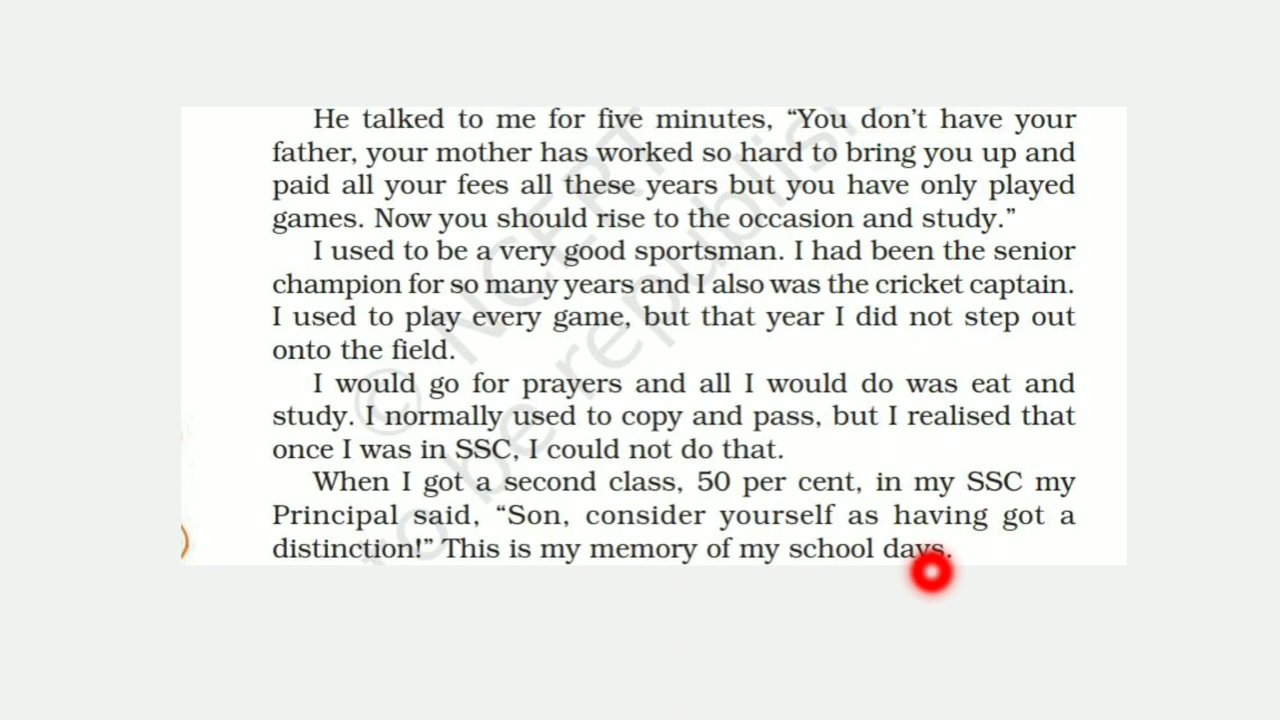 He talked to me for five minutes, “You don’t have your
father, your mother has worked so hard to bring you up and
paid all your fees all these years but you have only played
games. Now you should rise to the occasion and study.”
I used to be a very good sportsman. I had been the senior
champion for so many years and I also was the cricket captain.
I used to play every game, but that year I did not step out
onto the field.
I would go for prayers and all I would do was eat and
study. I normally used to copy and pass, but I realised that
once I was in SSC, I could not do that.
When I got a second class, 50 per cent, in my SSC my
Principal said, “Son, consider yourself as having got a
distinction!” This is my memory of my school days.
© NCERT
to be republis